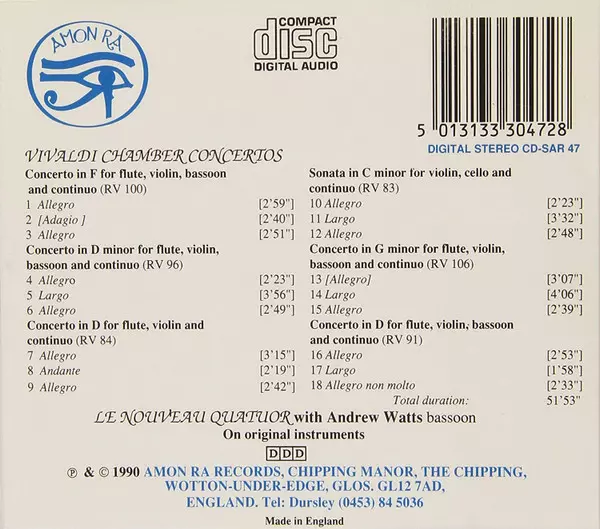 AMON RA
COMPACT
disc
DIGITAL AUDIO
5 013133 304728
DIGITAL STEREO CD-SAR 47
VIVALDI CHAMBER CONCERTOS
Concerto in F for flute, violin, bassoon
and continuo (RV 100)
1 Allegro [2'59"]
2 [Adagio ] [2'40"]
3 Allegro [2'51"]
Concerto in D minor for flute, violin,
bassoon and continuo (RV 96)
4 Allegro [2'23"]
5 Largo [3'56"]
6 Allegro [2'49"]
Concerto in D for flute, violin and
continuo (RV 84)
7 Allegro [3'15"]
8 Andante [2'19"]
9 Allegro [2'42"]
Sonata in C minor for violin, cello and
continuo (RV 83)
10 Allegro [2'23"]
11 Largo [3'32"]
12 Allegro [2'48"]
Concerto in G minor for flute, violin,
bassoon and continuo (RV 106)
13 [Allegro] [3'07"]
14 Largo [4'06"]
15 Allegro [2'39"]
Concerto in D for flute, violin, bassoon
and continuo (RV 91)
16 Allegro [2'53"]
17 Largo [1'58"]
18 Allegro non molto [2'33"]
Total duration: 51'53"
LE NOUVEAU QUATUOR with Andrew Watts bassoon
On original instruments
DDD
℗ & © 1990 AMON RA RECORDS, CHIPPING MANOR, THE CHIPPING,
WOTTON-UNDER-EDGE, GLOS. GL12 7AD,
ENGLAND. Tel: Dursley (0453) 84 5036
Made in England